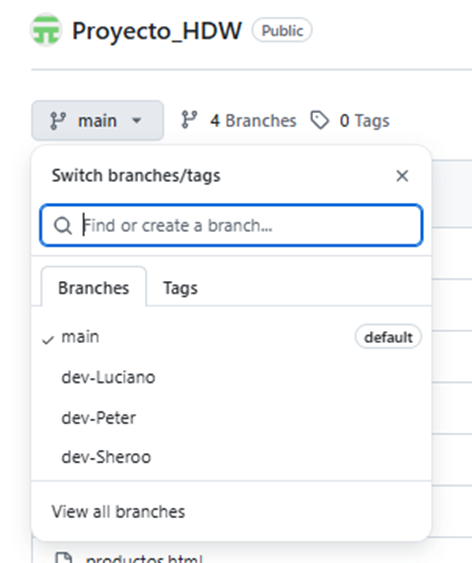 Proyecto_HDW Public
main 4 Branches 0 Tags
Switch branches/tags
Find or create a branch...
Branches Tags
main default
dev-Luciano
dev-Peter
dev-Sheroo
View all branches
productos.html